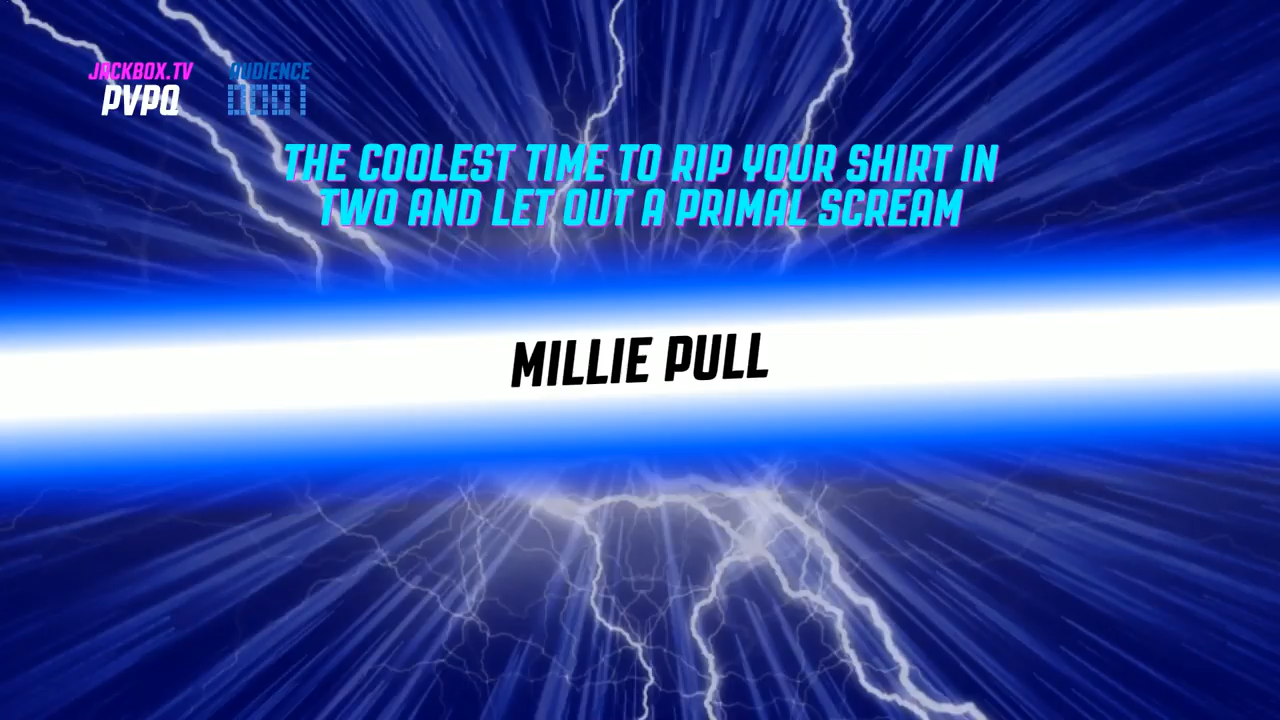 JACKBOX.TV
PVPQ
AUDIENCE
0001
THE COOLEST TIME TO RIP YOUR SHIRT IN
TWO AND LET OUT A PRIMAL SCREAM
MILLIE PULL